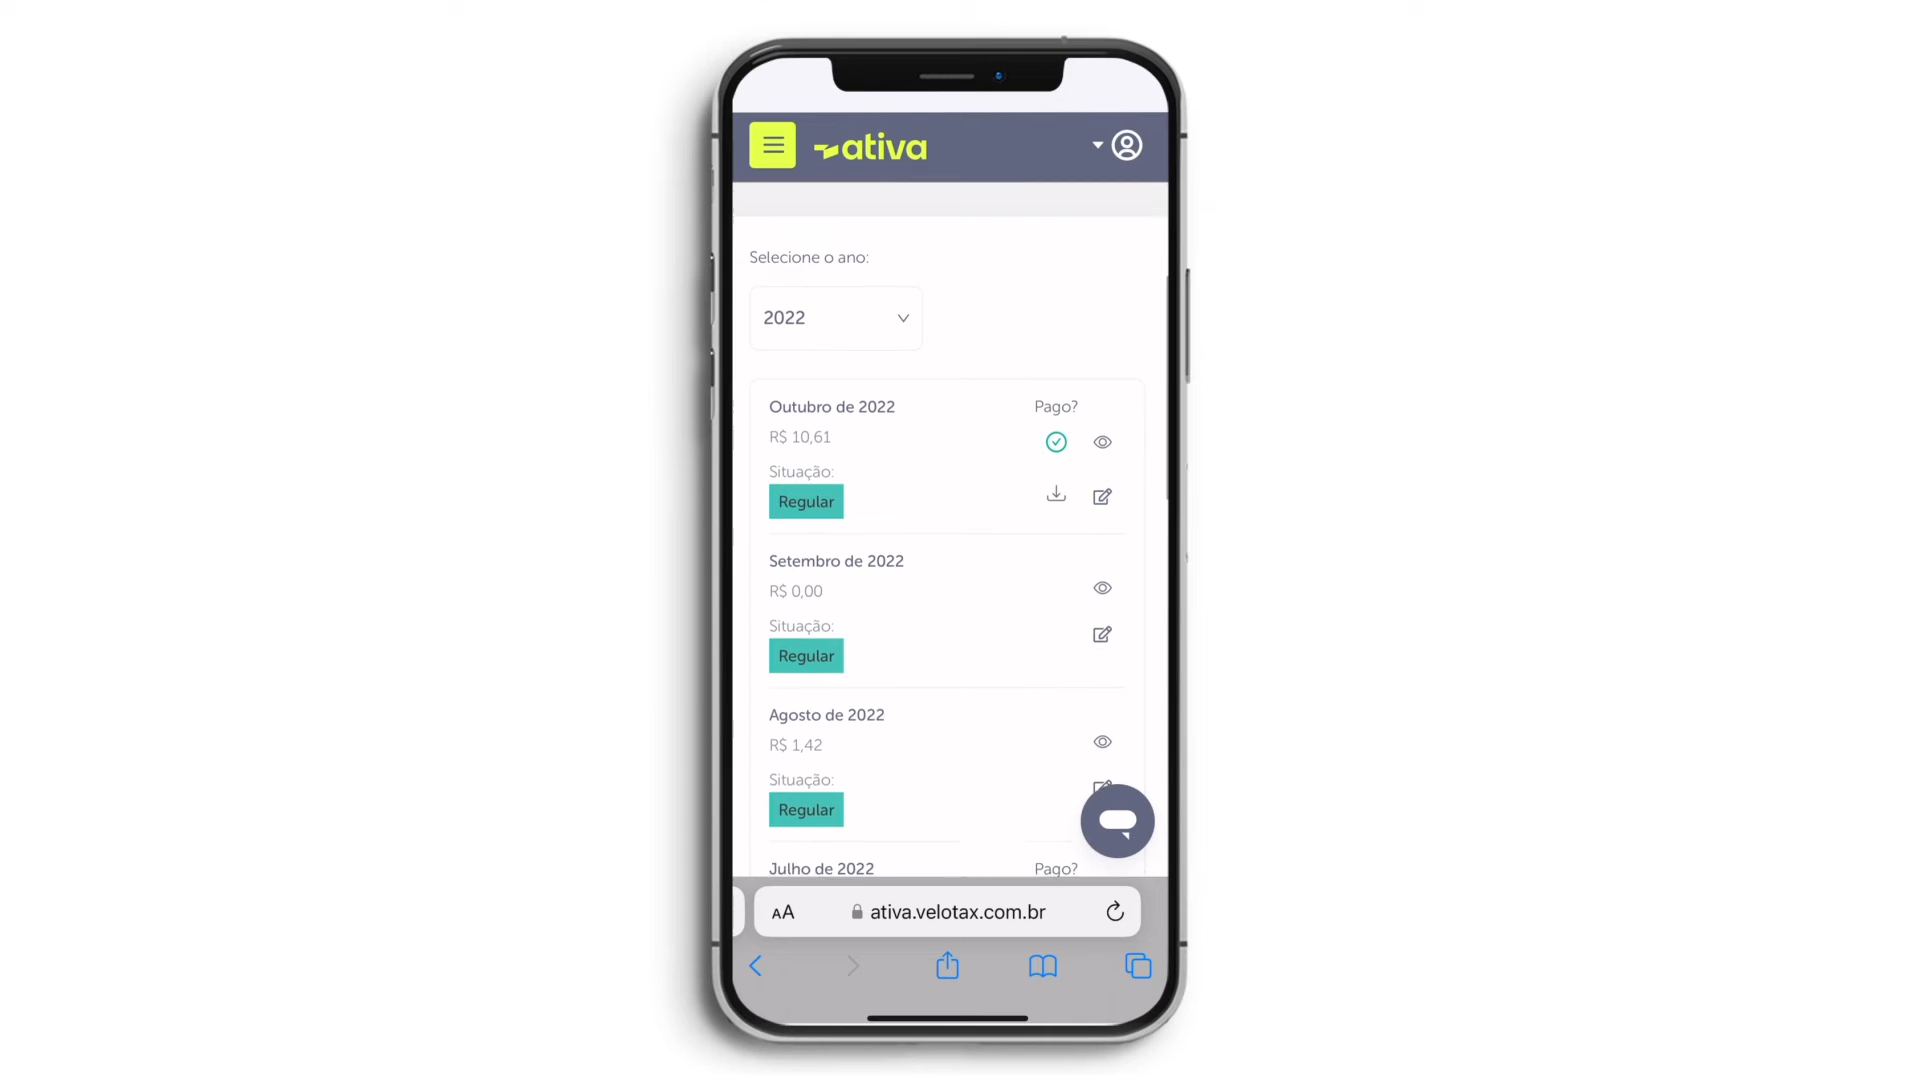 ativa
Selecione o ano:
2022
Outubro de 2022
Pago?
R$ 10,61
Situação:
Regular
Setembro de 2022
R$ 0,00
Situação:
Regular
Agosto de 2022
R$ 1,42
Situação:
Regular
Julho de 2022
Pago?
AA
ativa.velotax.com.br